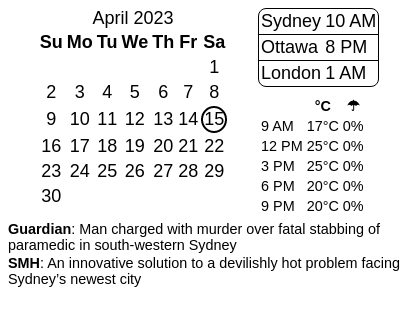 April 2023
Su Mo Tu We Th Fr Sa
1
2 3 4 5 6 7 8
9 10 11 12 13 14 15
16 17 18 19 20 21 22
23 24 25 26 27 28 29
30
Sydney 10 AM
Ottawa 8 PM
London 1 AM
°C ☂
9 AM 17°C 0%
12 PM 25°C 0%
3 PM 25°C 0%
6 PM 20°C 0%
9 PM 20°C 0%
Guardian: Man charged with murder over fatal stabbing of
paramedic in south-western Sydney
SMH: An innovative solution to a devilishly hot problem facing
Sydney’s newest city